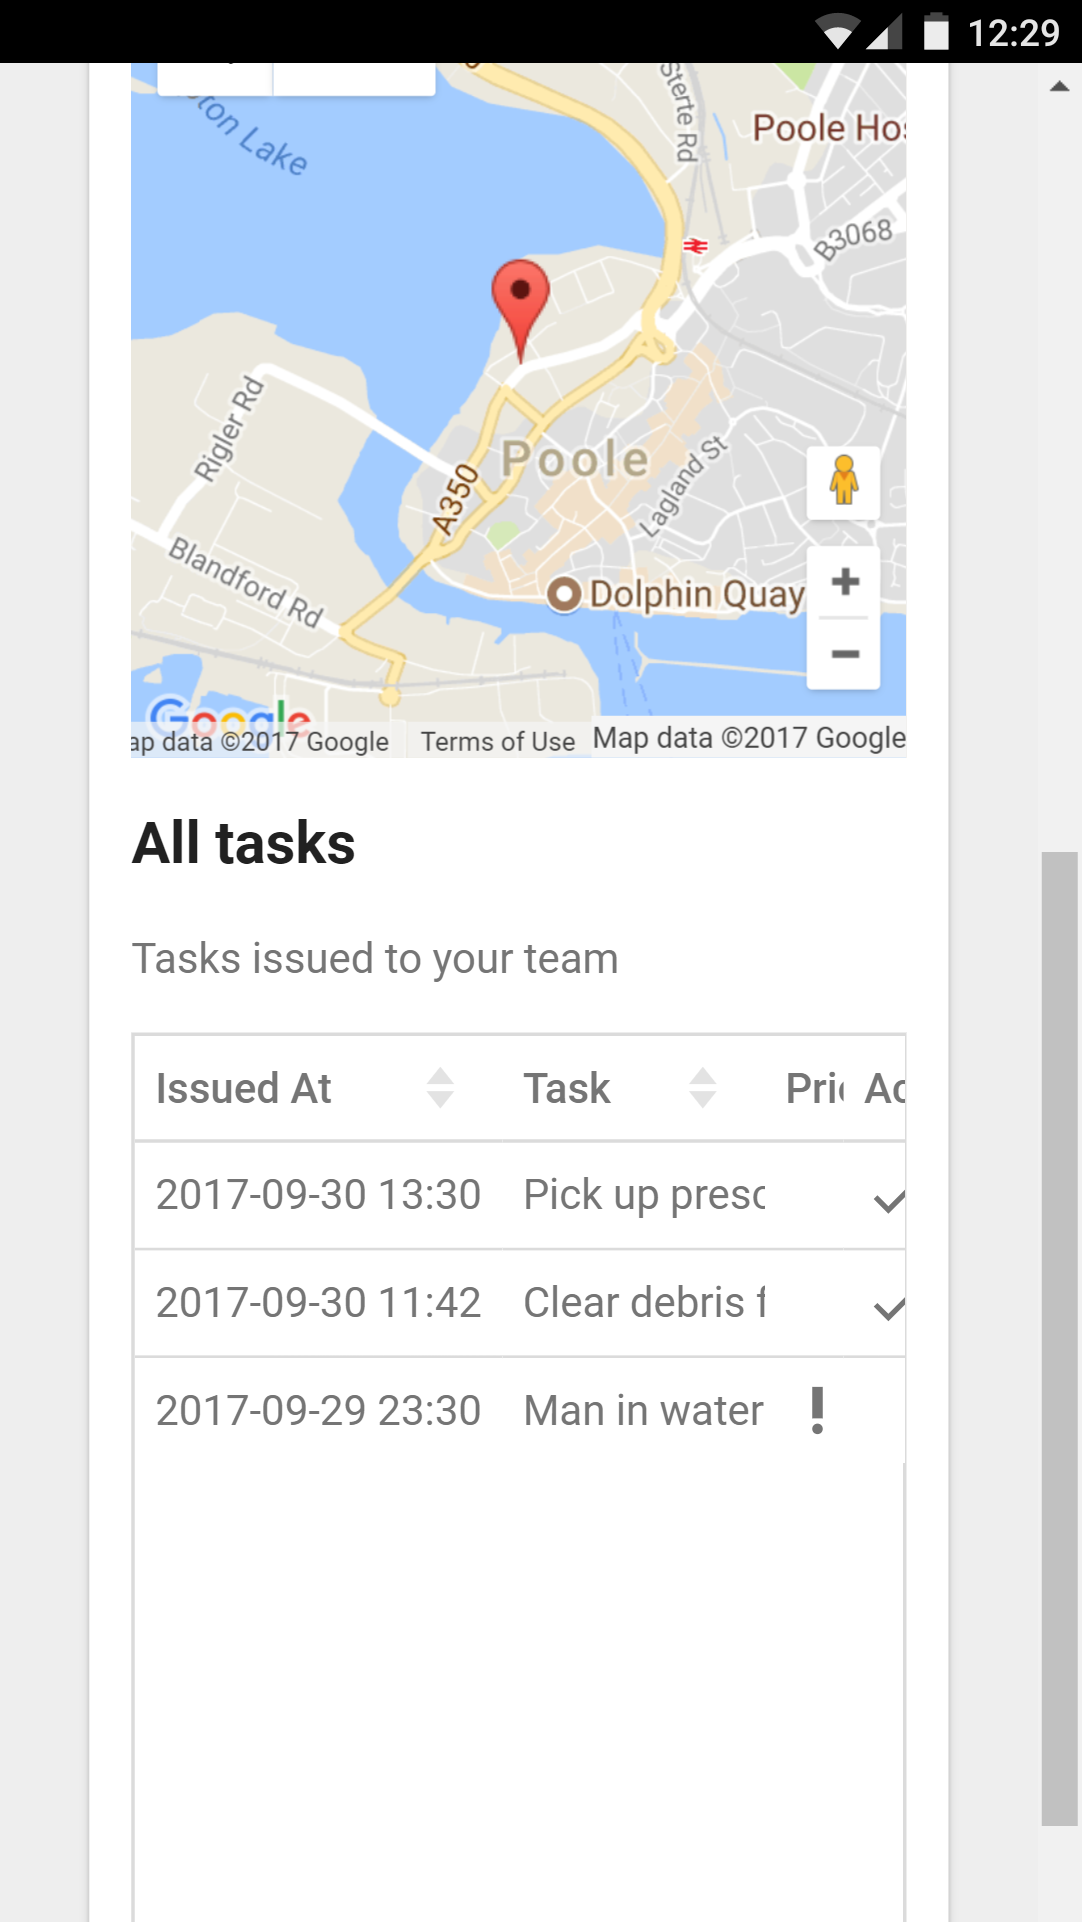 12:29
ton Lake
Sterte Rd
Poole Hos
B3068
Rigler Rd
Poole
Lagland St
A350
Blandford Rd
Dolphin Quay
+
−
Google
ap data ©2017 Google
Terms of Use
Map data ©2017 Google
All tasks
Tasks issued to your team
Issued At Task Pri Ac
2017-09-30 13:30 Pick up presc
2017-09-30 11:42 Clear debris f
2017-09-29 23:30 Man in water !